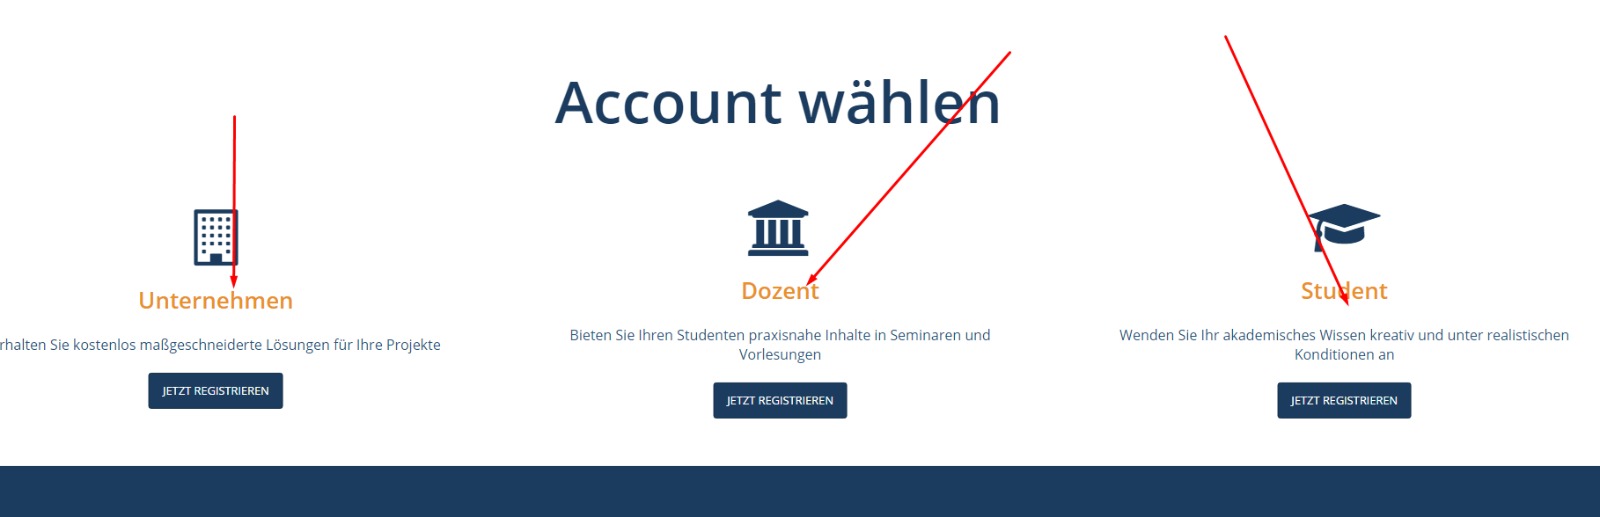 Account wählen
Unternehmen
rhalten Sie kostenlos maßgeschneiderte Lösungen für Ihre Projekte
JETZT REGISTRIEREN
Dozent
Bieten Sie Ihren Studenten praxisnahe Inhalte in Seminaren und
Vorlesungen
JETZT REGISTRIEREN
Student
Wenden Sie Ihr akademisches Wissen kreativ und unter realistischen
Konditionen an
JETZT REGISTRIEREN